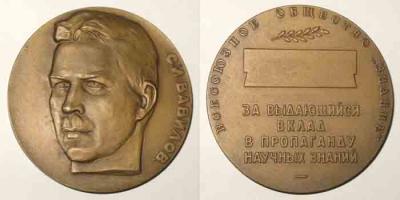 С.И. ВАВИЛОВ
ВСЕСОЮЗНОЕ ОБЩЕСТВО „ЗНАНИЕ“
ЗА ВЫДАЮЩИЙСЯ
ВКЛАД
В ПРОПАГАНДУ
НАУЧНЫХ ЗНАНИЙ